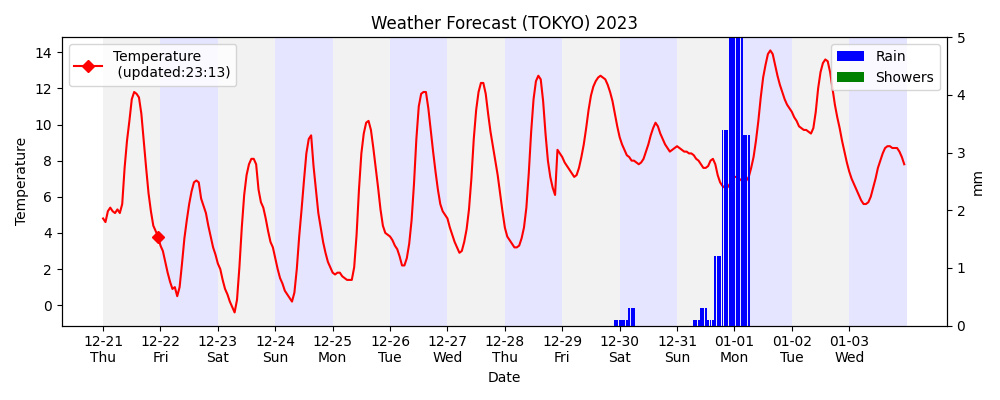 Weather Forecast (TOKYO) 2023
Temperature
(updated:23:13)
Rain
Showers
Temperature
14
12
10
8
6
4
2
0
5
4
3
2
1
0
mm
12-21 12-22 12-23 12-24 12-25 12-26 12-27 12-28 12-29 12-30 12-31 01-01 01-02 01-03
Thu Fri Sat Sun Mon Tue Wed Thu Fri Sat Sun Mon Tue Wed
Date